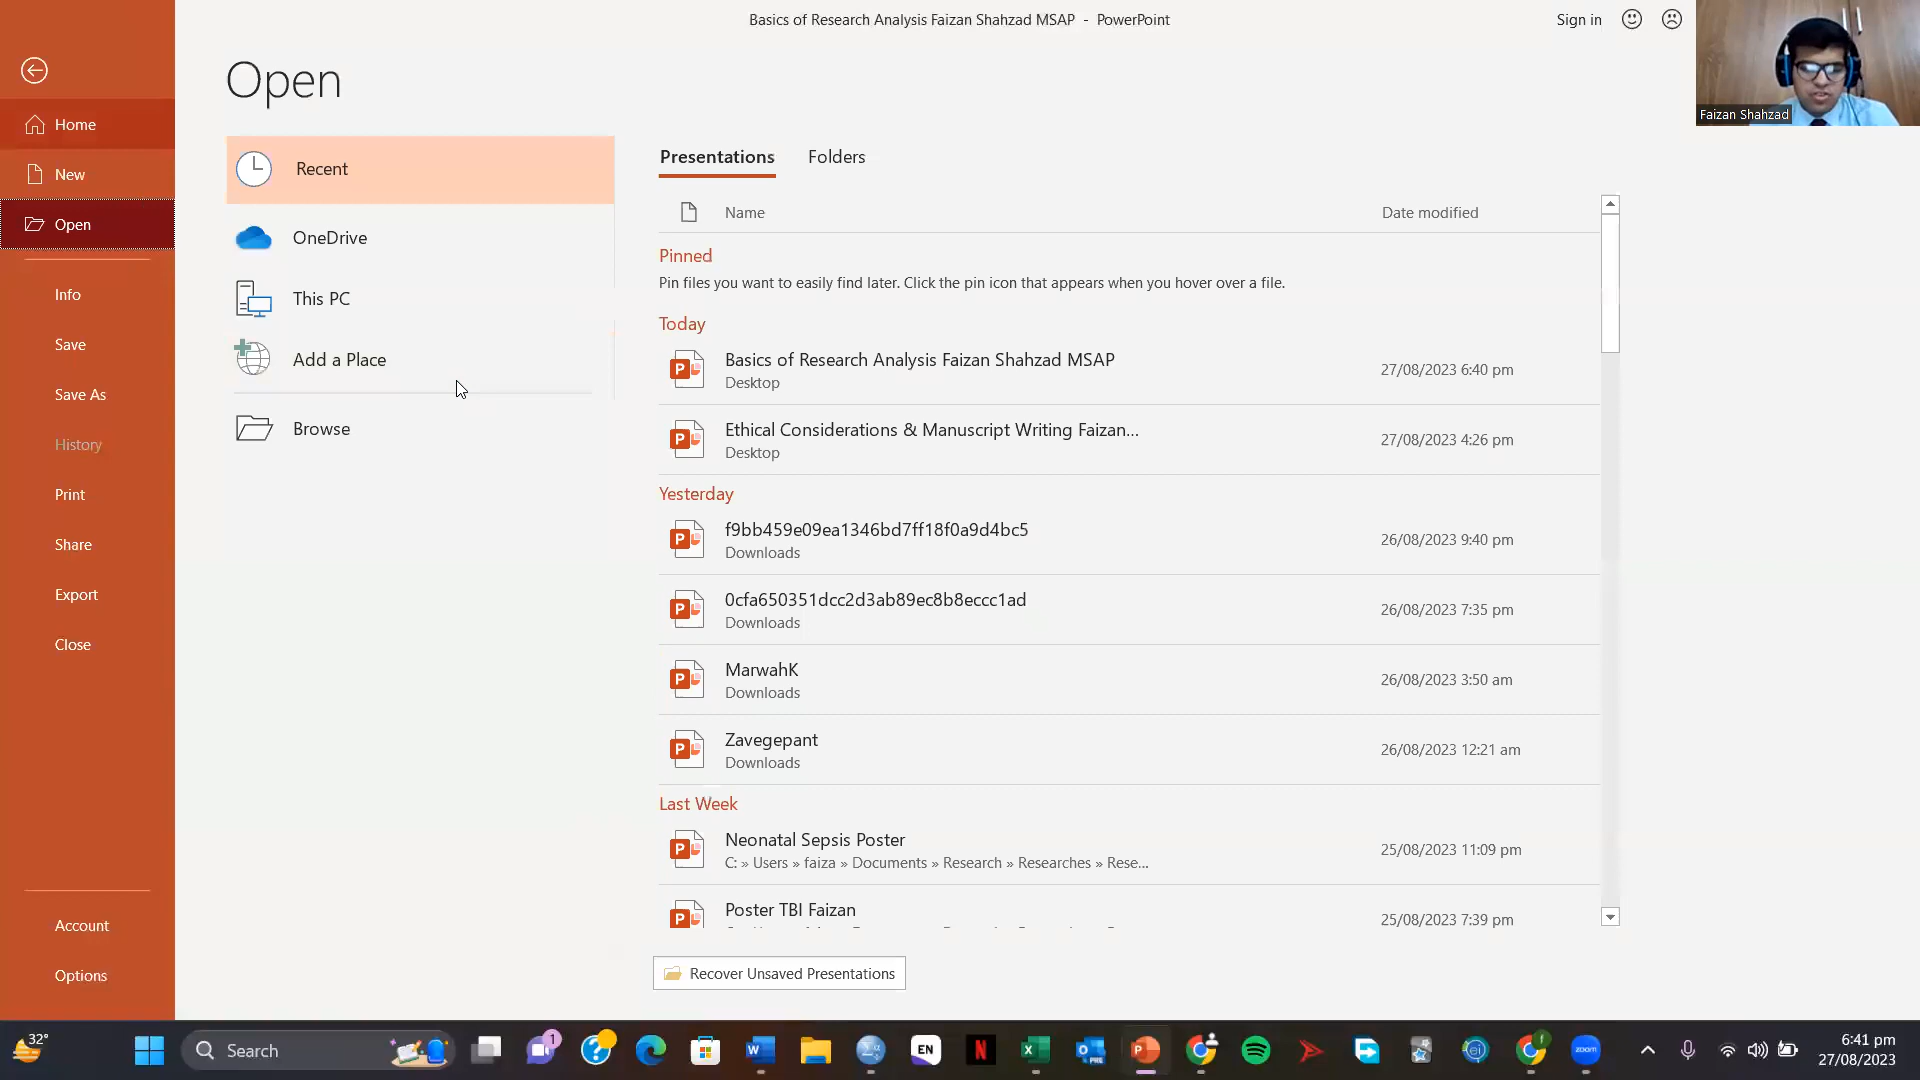 Basics of Research Analysis Faizan Shahzad MSAP - PowerPoint
Sign in
Faizan Shahzad
Home
New
Open
Info
Save
Save As
History
Print
Share
Export
Close
Account
Options
Open
Recent
OneDrive
This PC
Add a Place
Browse
Presentations Folders
Name Date modified
Pinned
Pin files you want to easily find later. Click the pin icon that appears when you hover over a file.
Today
Basics of Research Analysis Faizan Shahzad MSAP
Desktop
27/08/2023 6:40 pm
Ethical Considerations & Manuscript Writing Faizan...
Desktop
27/08/2023 4:26 pm
Yesterday
f9bb459e09ea1346bd7ff18f0a9d4bc5
Downloads
26/08/2023 9:40 pm
0cfa650351dcc2d3ab89ec8b8eccc1ad
Downloads
26/08/2023 7:35 pm
MarwahK
Downloads
26/08/2023 3:50 am
Zavegepant
Downloads
26/08/2023 12:21 am
Last Week
Neonatal Sepsis Poster
C: » Users » faiza » Documents » Research » Researches » Rese...
25/08/2023 11:09 pm
Poster TBI Faizan
25/08/2023 7:39 pm
Recover Unsaved Presentations
32°
Search
1
W
EN
N
X
PRE
P
zoom
6:41 pm
27/08/2023